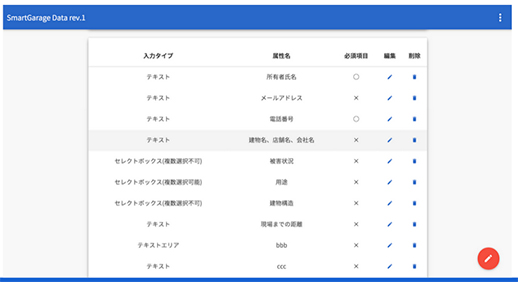 SmartGarage Data rev.1
入力タイプ 属性名 必須項目 編集 削除
テキスト 所有者氏名 ○
テキスト メールアドレス ×
テキスト 電話番号 ○
テキスト 建物名、店舗名、会社名 ×
セレクトボックス(複数選択不可) 被害状況 ×
セレクトボックス(複数選択可能) 用途 ×
セレクトボックス(複数選択不可) 建物構造 ×
テキスト 現場までの距離 ×
テキストエリア bbb ×
テキスト ccc ×